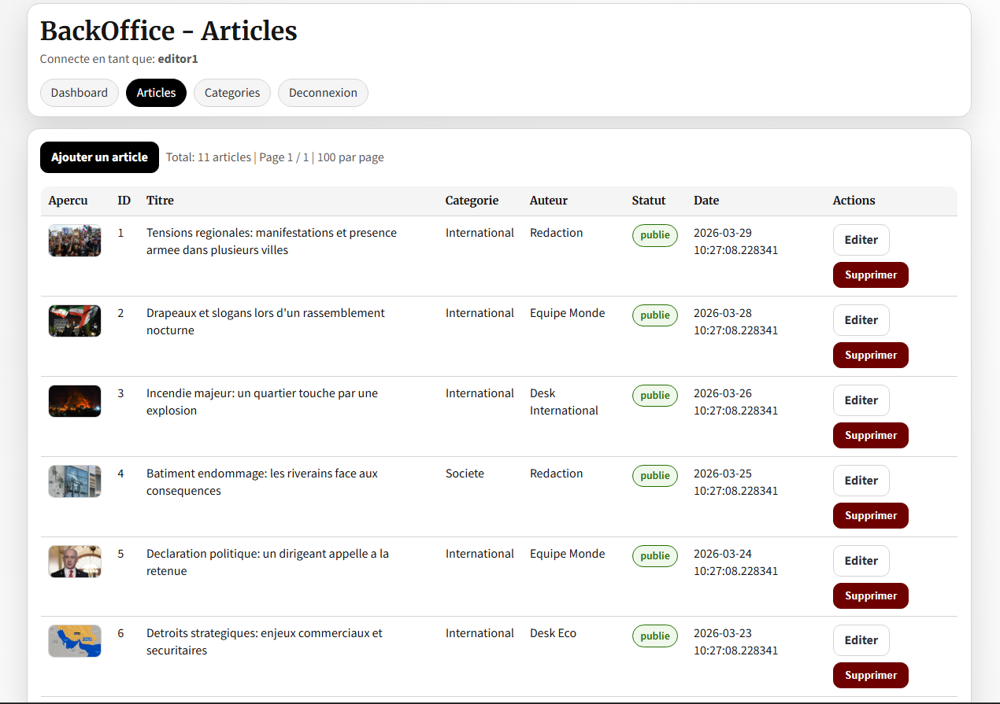 BackOffice - Articles
Connecte en tant que: editor1
Dashboard Articles Categories Deconnexion
Ajouter un article Total: 11 articles | Page 1 / 1 | 100 par page
Apercu ID Titre Categorie Auteur Statut Date Actions
1 Tensions regionales: manifestations et presence International Redaction publie 2026-03-29 Editer
armee dans plusieurs villes 10:27:08.228341
Supprimer
2 Drapeaux et slogans lors d'un rassemblement International Equipe Monde publie 2026-03-28 Editer
nocturne 10:27:08.228341
Supprimer
3 Incendie majeur: un quartier touche par une International Desk publie 2026-03-26 Editer
explosion International 10:27:08.228341
Supprimer
4 Batiment endommage: les riverains face aux Societe Redaction publie 2026-03-25 Editer
consequences 10:27:08.228341
Supprimer
5 Declaration politique: un dirigeant appelle a la International Equipe Monde publie 2026-03-24 Editer
retenue 10:27:08.228341
Supprimer
6 Detroits strategiques: enjeux commerciaux et International Desk Eco publie 2026-03-23 Editer
securitaires 10:27:08.228341
Supprimer